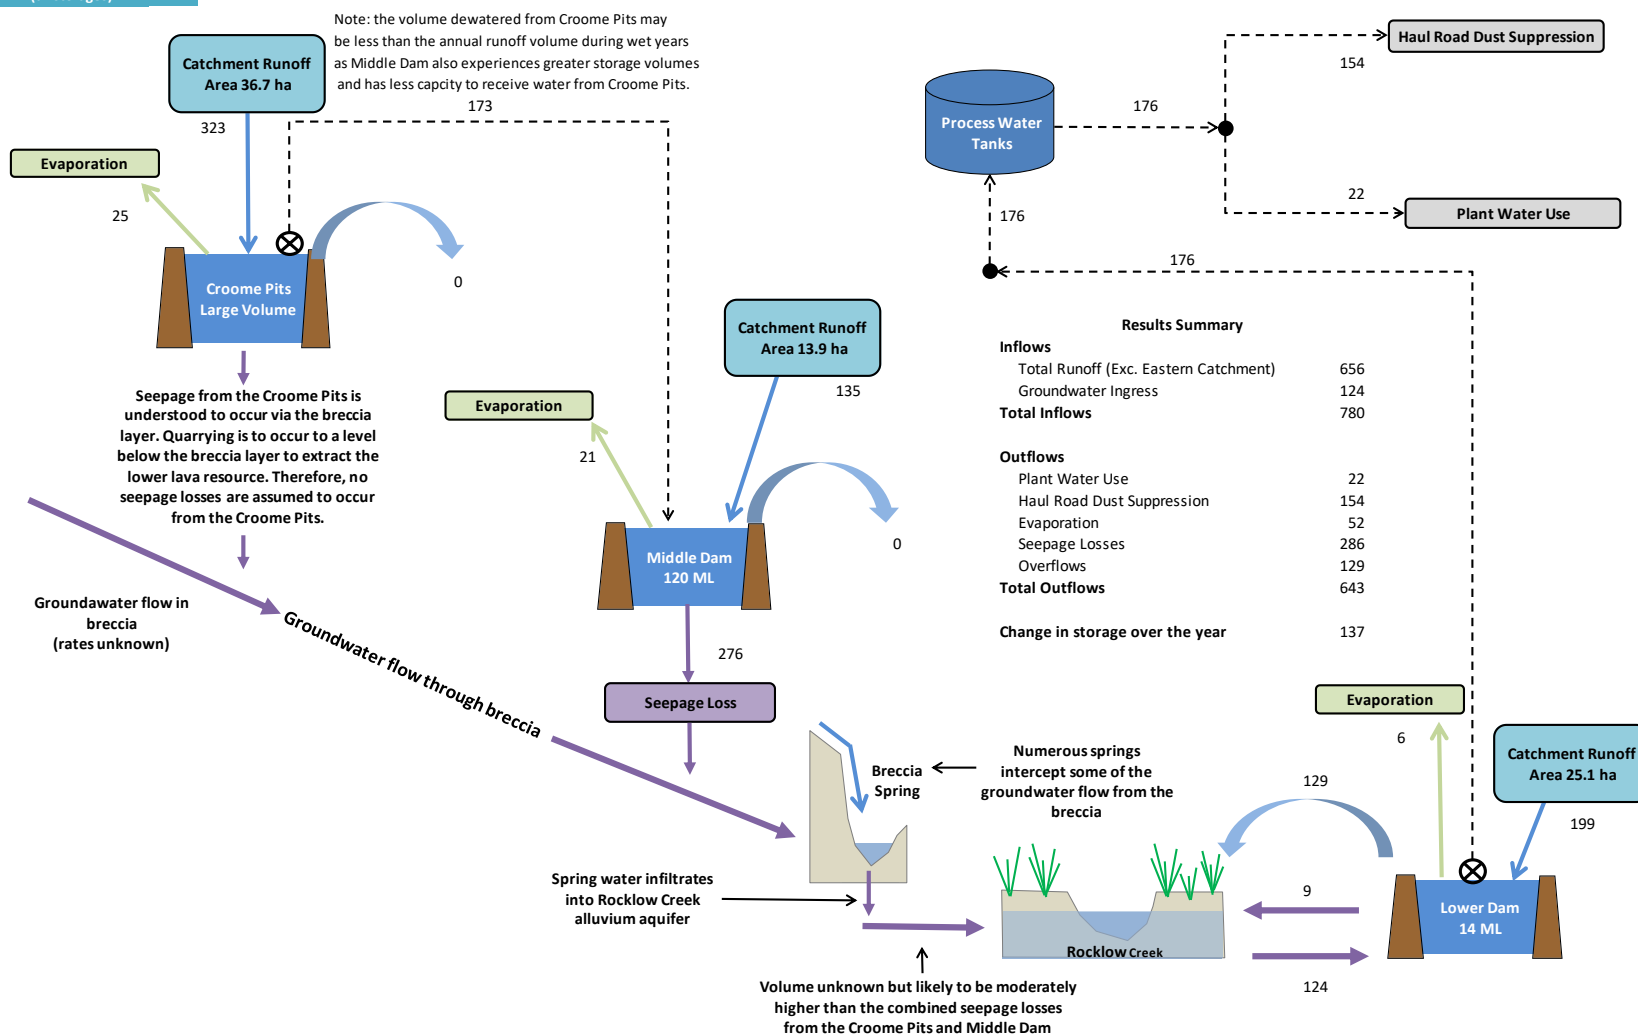 Note: the volume dewatered from Croome Pits may
be less than the annual runoff volume during wet years
as Middle Dam also experiences greater storage volumes
and has less capcity to receive water from Croome Pits.
Catchment Runoff
Area 36.7 ha
323
173
Evaporation
25
0
Croome Pits
Large Volume
Seepage from the Croome Pits is
understood to occur via the breccia
layer. Quarrying is to occur to a level
below the breccia layer to extract the
lower lava resource. Therefore, no
seepage losses are assumed to occur
from the Croome Pits.
Groundawater flow in
breccia
(rates unknown)
Groundwater flow through breccia
Haul Road Dust Suppression
154
Process Water
Tanks
176
22
Plant Water Use
176
176
Catchment Runoff
Area 13.9 ha
135
Evaporation
21
0
Middle Dam
120 ML
276
Seepage Loss
Results Summary
Inflows
Total Runoff (Exc. Eastern Catchment) 656
Groundwater Ingress 124
Total Inflows 780
Outflows
Plant Water Use 22
Haul Road Dust Suppression 154
Evaporation 52
Seepage Losses 286
Overflows 129
Total Outflows 643
Change in storage over the year 137
Evaporation
6
Catchment Runoff
Area 25.1 ha
199
Breccia
Spring
Numerous springs
intercept some of the
groundwater flow from the
breccia
129
Spring water infiltrates
into Rocklow Creek
alluvium aquifer
9
Lower Dam
14 ML
Rocklow Creek
124
Volume unknown but likely to be moderately
higher than the combined seepage losses
from the Croome Pits and Middle Dam